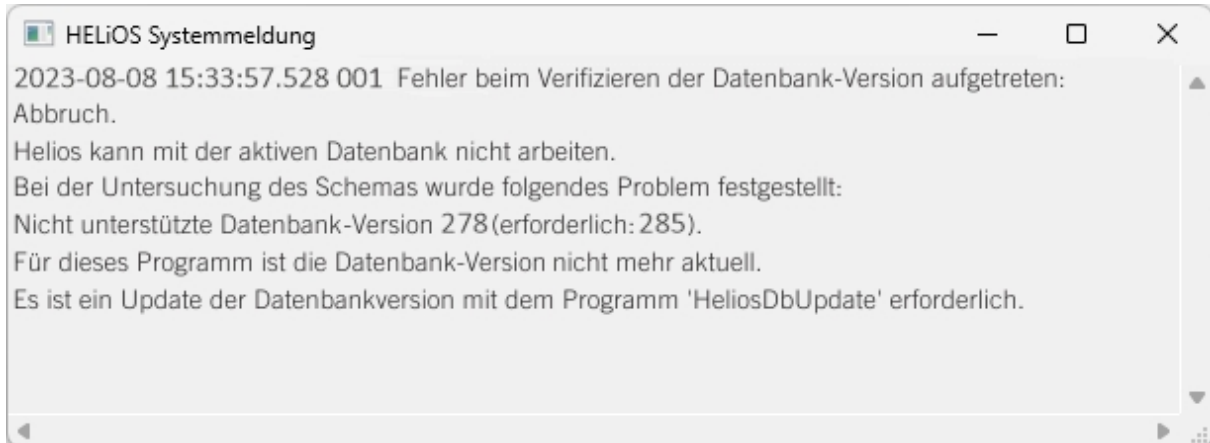 HELiOS Systemmeldung
2023-08-08 15:33:57.528 001 Fehler beim Verifizieren der Datenbank-Version aufgetreten:
Abbruch.
Helios kann mit der aktiven Datenbank nicht arbeiten.
Bei der Untersuchung des Schemas wurde folgendes Problem festgestellt:
Nicht unterstützte Datenbank-Version 278 (erforderlich: 285).
Für dieses Programm ist die Datenbank-Version nicht mehr aktuell.
Es ist ein Update der Datenbankversion mit dem Programm 'HeliosDbUpdate' erforderlich.